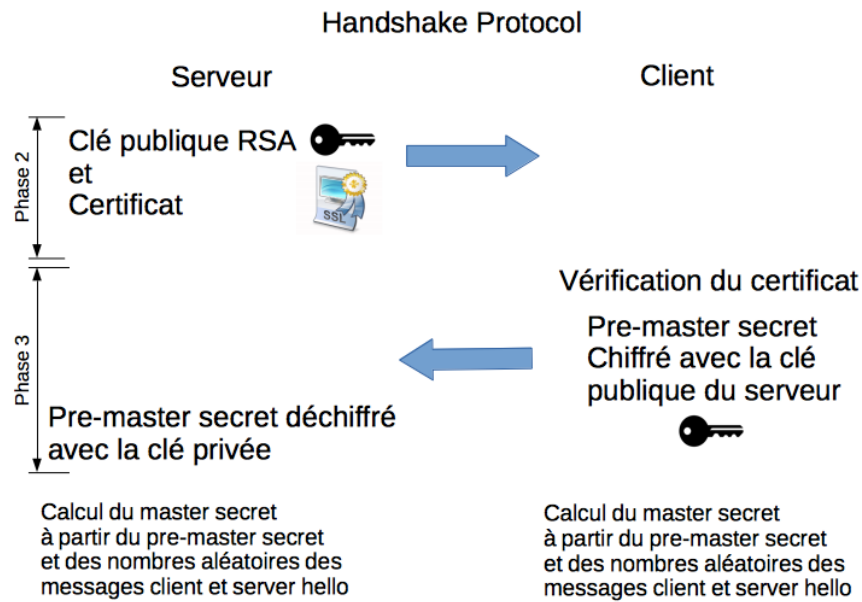 Handshake Protocol
Serveur
Client
Phase 2
Clé publique RSA
et
Certificat
SSL
Phase 3
Vérification du certificat
Pre-master secret
Chiffré avec la clé
publique du serveur
Pre-master secret déchiffré
avec la clé privée
Calcul du master secret
à partir du pre-master secret
et des nombres aléatoires des
messages client et server hello
Calcul du master secret
à partir du pre-master secret
et des nombres aléatoires des
messages client et server hello